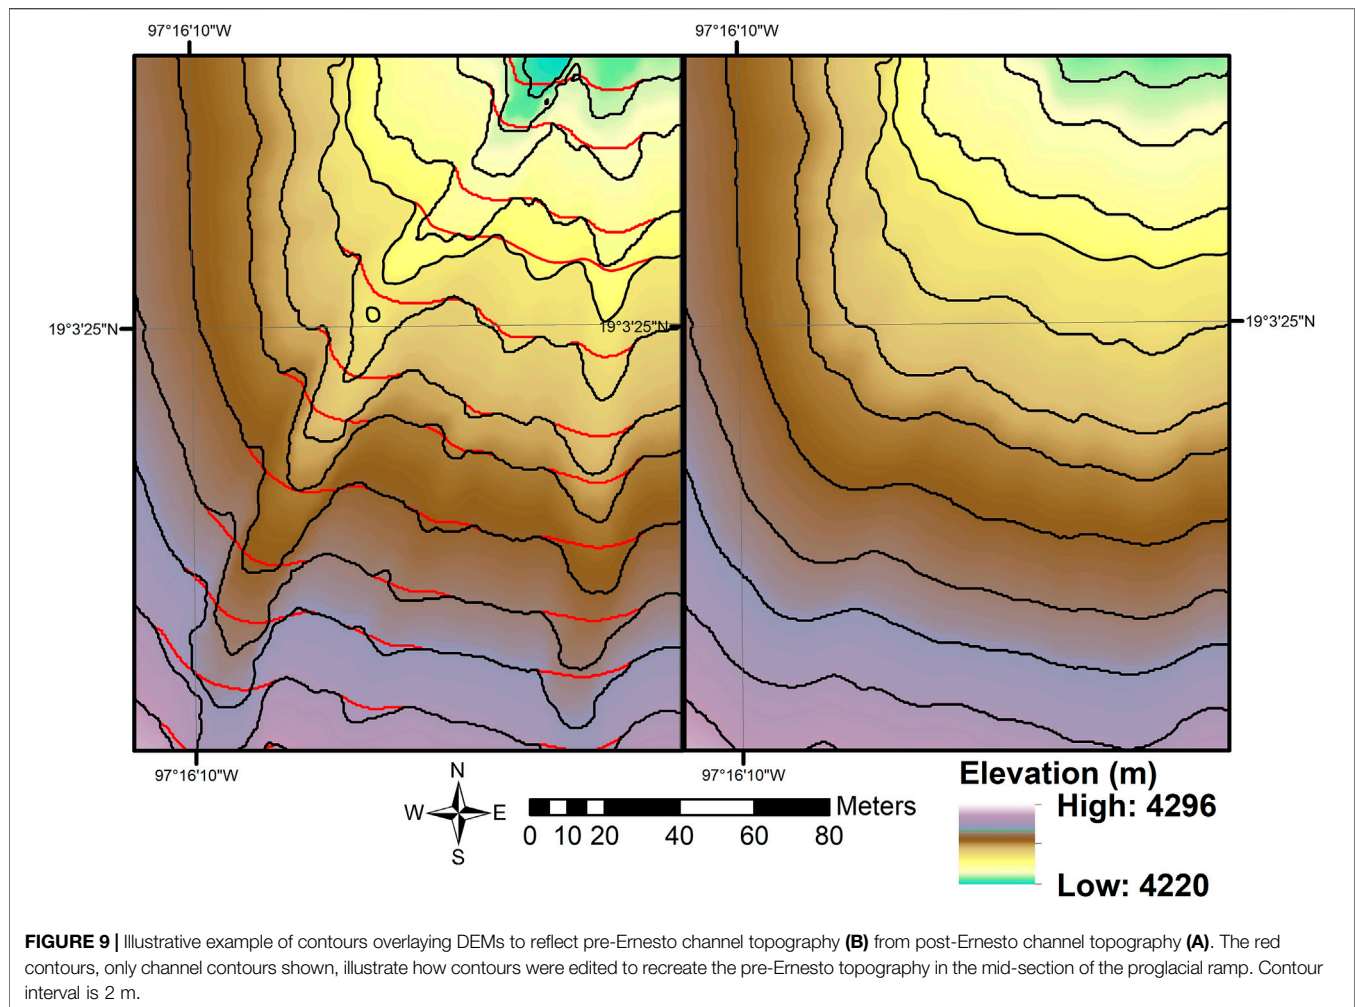 97°16'10"W
97°16'10"W
19°3'25"N
19°3'25"N
19°3'25"N
97°16'10"W
97°16'10"W
N
W
E
S
Meters
0 10 20 40 60 80
Elevation (m)
High: 4296
Low: 4220
FIGURE 9 | Illustrative example of contours overlaying DEMs to reflect pre-Ernesto channel topography (B) from post-Ernesto channel topography (A). The red
contours, only channel contours shown, illustrate how contours were edited to recreate the pre-Ernesto topography in the mid-section of the proglacial ramp. Contour
interval is 2 m.